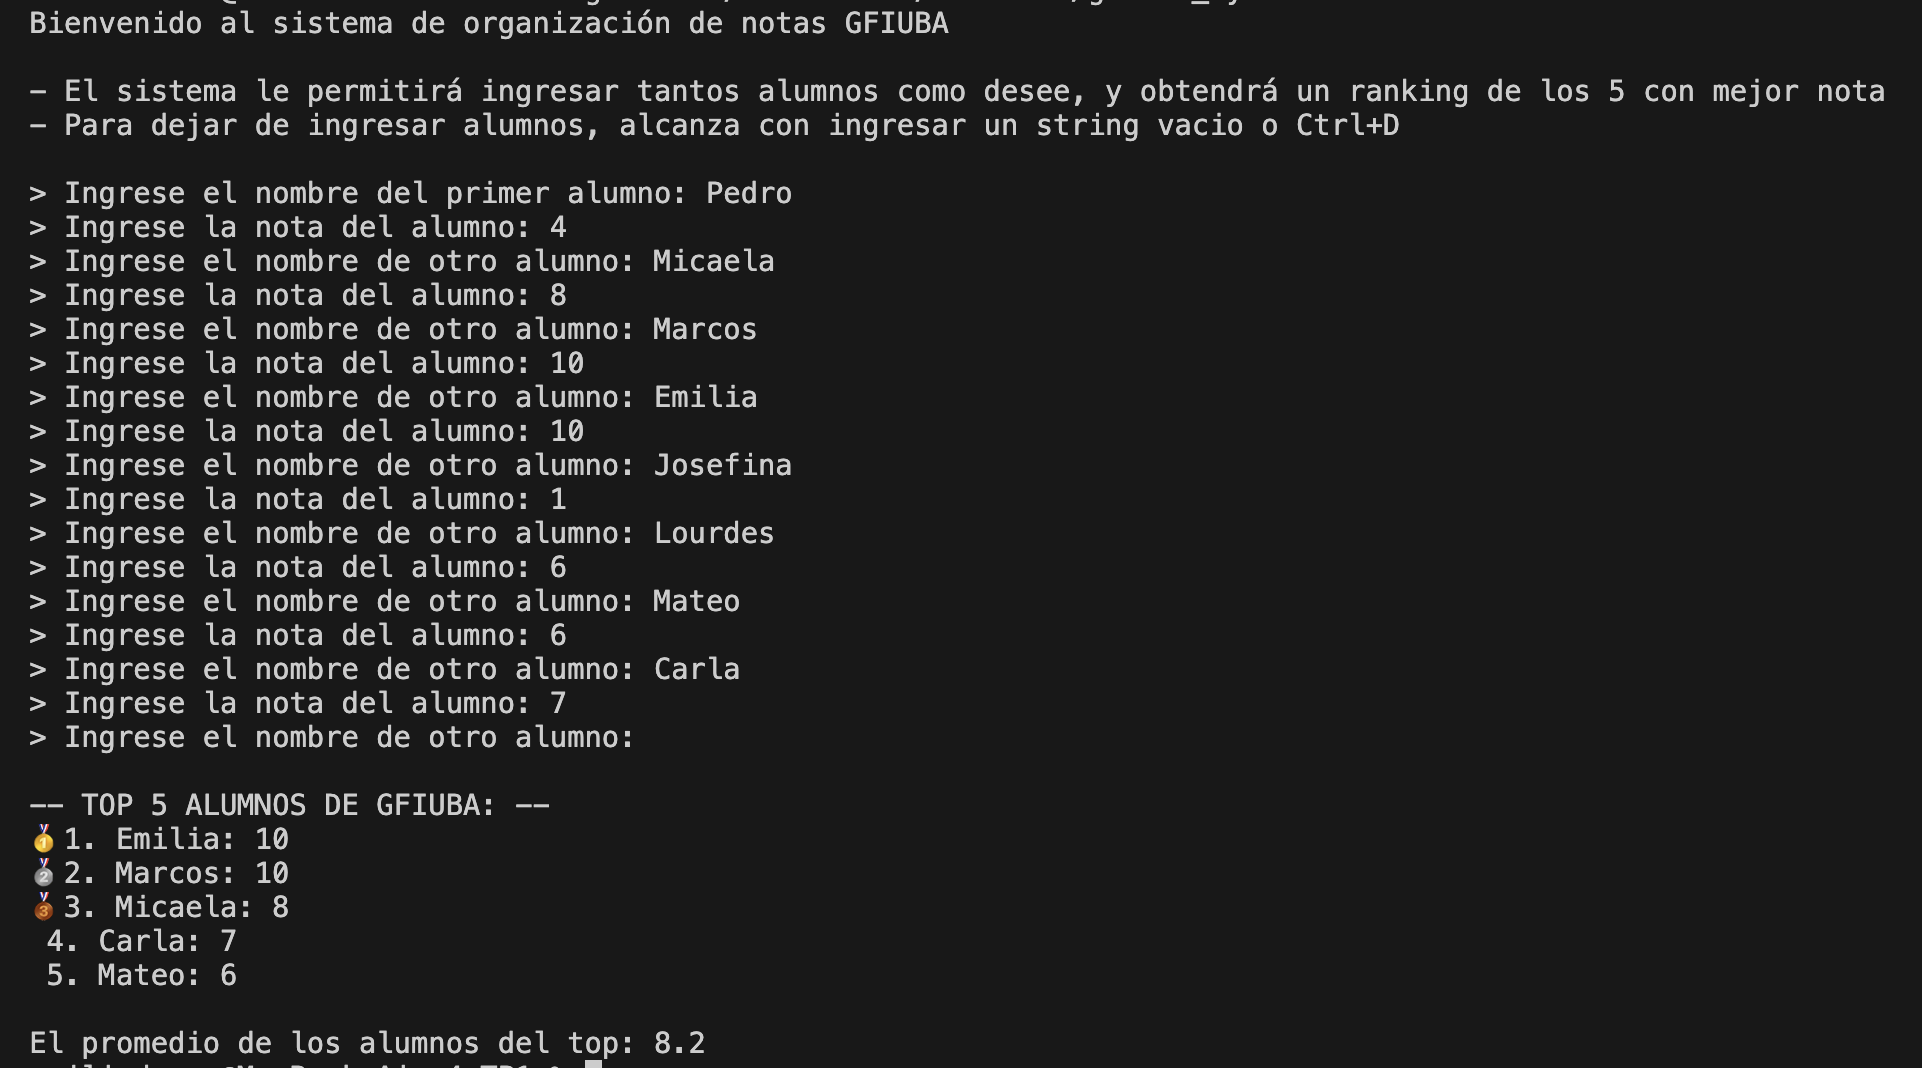 Bienvenido al sistema de organización de notas GFIUBA
- El sistema le permitirá ingresar tantos alumnos como desee, y obtendrá un ranking de los 5 con mejor nota
- Para dejar de ingresar alumnos, alcanza con ingresar un string vacio o Ctrl+D
> Ingrese el nombre del primer alumno: Pedro
> Ingrese la nota del alumno: 4
> Ingrese el nombre de otro alumno: Micaela
> Ingrese la nota del alumno: 8
> Ingrese el nombre de otro alumno: Marcos
> Ingrese la nota del alumno: 10
> Ingrese el nombre de otro alumno: Emilia
> Ingrese la nota del alumno: 10
> Ingrese el nombre de otro alumno: Josefina
> Ingrese la nota del alumno: 1
> Ingrese el nombre de otro alumno: Lourdes
> Ingrese la nota del alumno: 6
> Ingrese el nombre de otro alumno: Mateo
> Ingrese la nota del alumno: 6
> Ingrese el nombre de otro alumno: Carla
> Ingrese la nota del alumno: 7
> Ingrese el nombre de otro alumno:
-- TOP 5 ALUMNOS DE GFIUBA: --
🥇1. Emilia: 10
🥈2. Marcos: 10
🥉3. Micaela: 8
4. Carla: 7
5. Mateo: 6
El promedio de los alumnos del top: 8.2